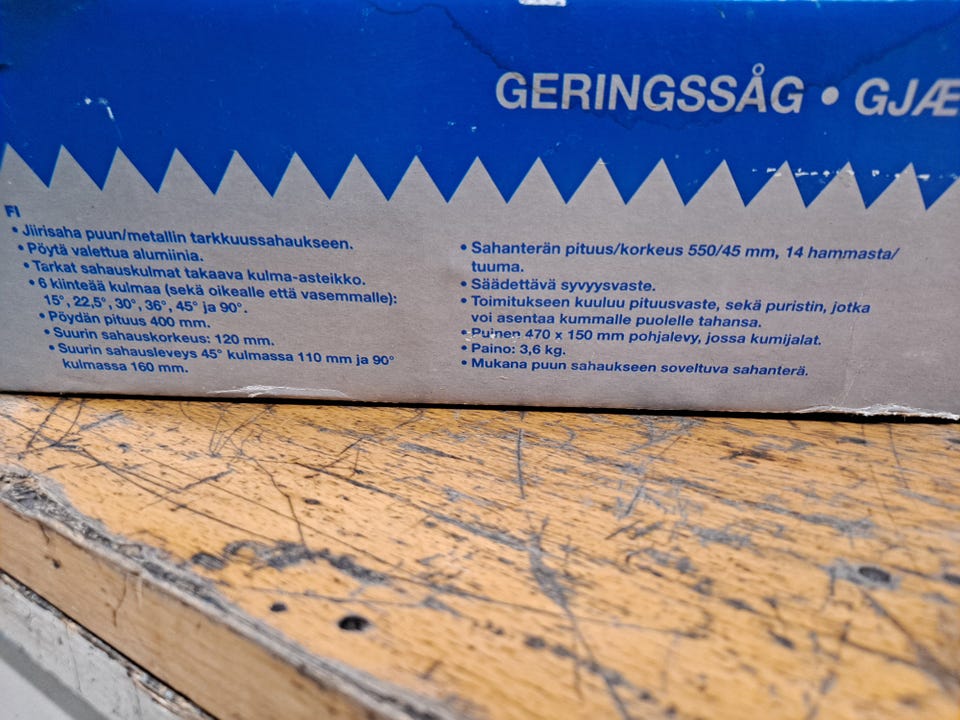 GERINGSSÅG • GJÆ
FI
• Jiirisaha puun/metallin tarkkuussahaukseen.
• Pöytä valettua alumiinia.
• Tarkat sahauskulmat takaava kulma-asteikko.
• 6 kiinteää kulmaa (sekä oikealle että vasemmalle):
15°, 22,5°, 30°, 36°, 45° ja 90°.
• Pöydän pituus 400 mm.
• Suurin sahauskorkeus: 120 mm.
• Suurin sahausleveys 45° kulmassa 110 mm ja 90°
kulmassa 160 mm.
• Sahanterän pituus/korkeus 550/45 mm, 14 hammasta/
tuuma.
• Säädettävä syvyysvaste.
• Toimitukseen kuuluu pituusvaste, sekä puristin, jotka
voi asentaa kummalle puolelle tahansa.
• Puinen 470 x 150 mm pohjalevy, jossa kumijalat.
• Paino: 3,6 kg.
• Mukana puun sahaukseen soveltuva sahanterä.